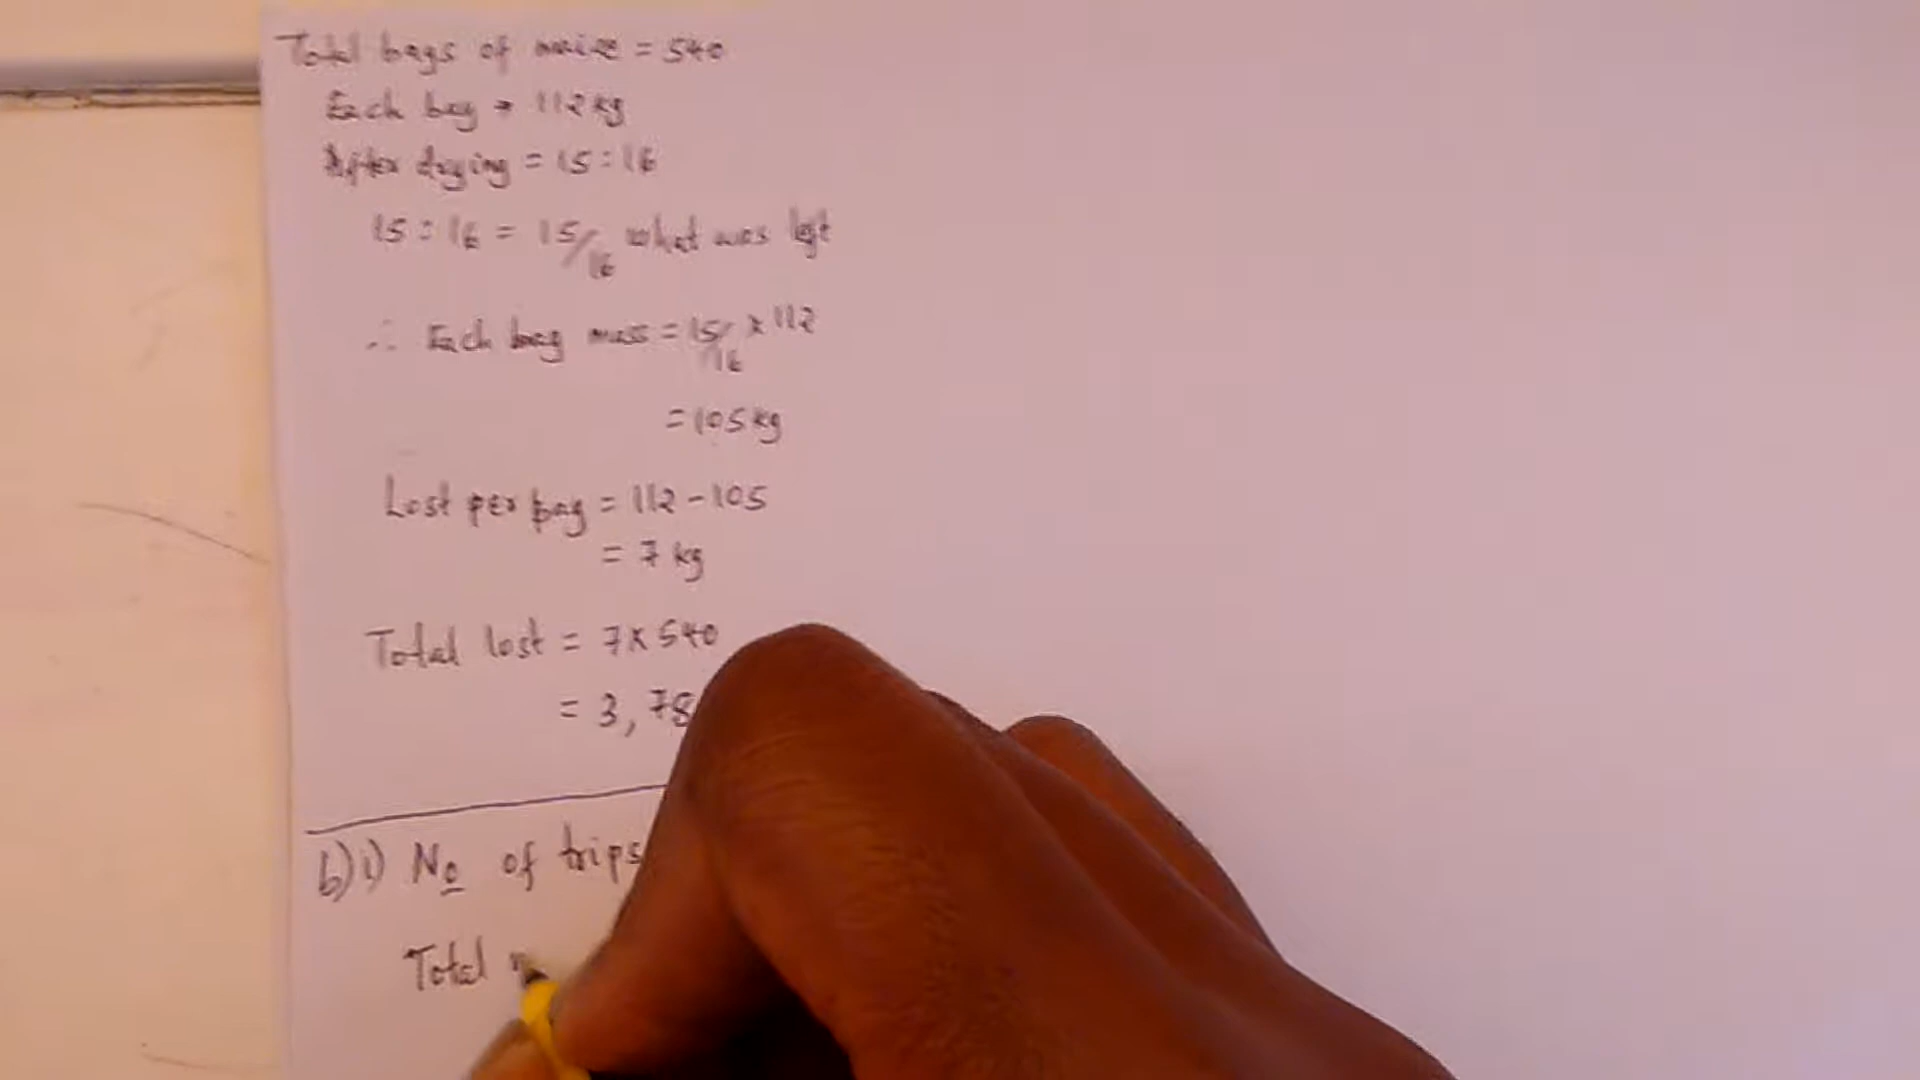 Total bags of maize = 540
Each bag = 112 kg
After drying = 15 : 16
15 : 16 = 15/16 what was left
∴ Each bag mass = 15/16 x 112
= 105 kg
Lost per bag = 112 - 105
= 7 kg
Total lost = 7 x 540
= 3, 78
b) i) No of trips
Total